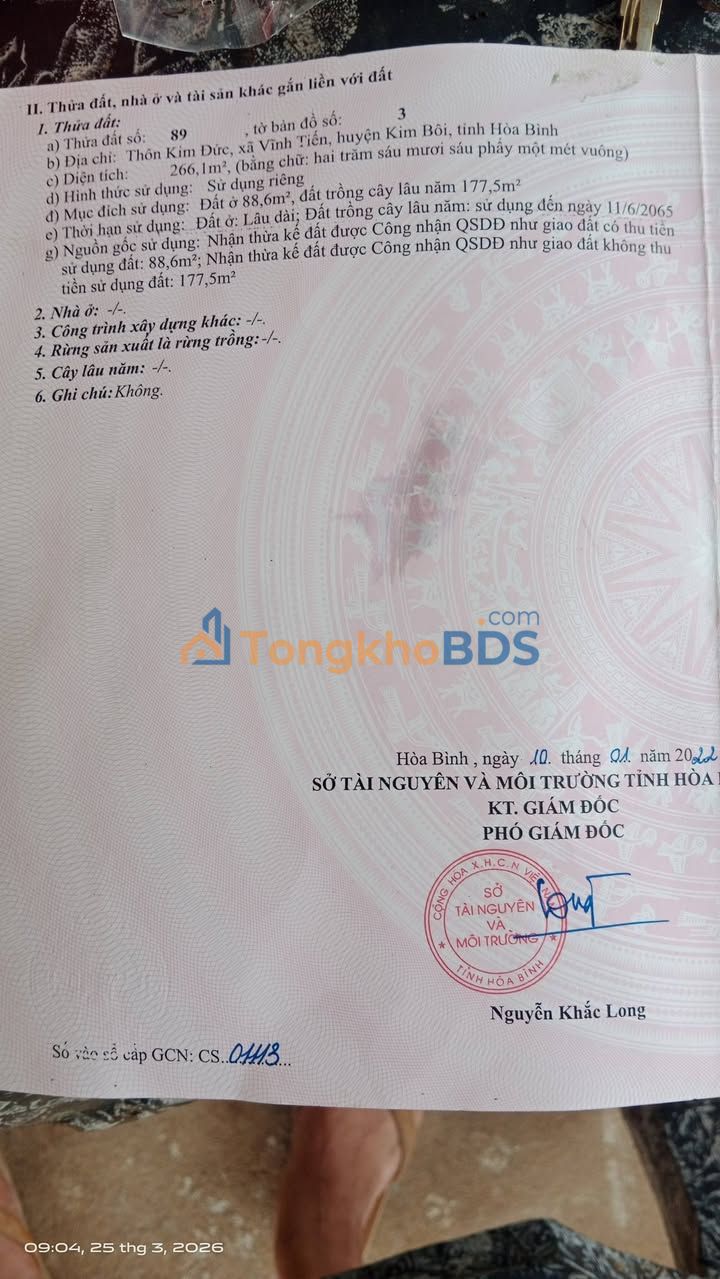 II. Thửa đất, nhà ở và tài sản khác gắn liền với đất
1. Thửa đất:
a) Thửa đất số: 89 , tờ bản đồ số: 3
b) Địa chỉ: Thôn Kim Đức, xã Vĩnh Tiến, huyện Kim Bôi, tỉnh Hòa Bình
c) Diện tích: 266,1m², (bằng chữ: hai trăm sáu mươi sáu phẩy một mét vuông)
d) Hình thức sử dụng: Sử dụng riêng
đ) Mục đích sử dụng: Đất ở 88,6m², đất trồng cây lâu năm 177,5m²
e) Thời hạn sử dụng: Đất ở: Lâu dài; Đất trồng cây lâu năm: sử dụng đến ngày 11/6/2065
g) Nguồn gốc sử dụng: Nhận thừa kế đất được Công nhận QSDĐ như giao đất có thu tiền
sử dụng đất: 88,6m²; Nhận thừa kế đất được Công nhận QSDĐ như giao đất không thu
tiền sử dụng đất: 177,5m²
2. Nhà ở: -/-.
3. Công trình xây dựng khác: -/-.
4. Rừng sản xuất là rừng trồng: -/-.
5. Cây lâu năm: -/-.
6. Ghi chú: Không.
TongkhoBDS.com
Hòa Bình , ngày 10. tháng 01. năm 2022
SỞ TÀI NGUYÊN VÀ MÔI TRƯỜNG TỈNH HÒA
KT. GIÁM ĐỐC
PHÓ GIÁM ĐỐC
CỘNG HÒA X.H.C.N VIỆT
SỞ
TÀI NGUYÊN
VÀ
MÔI TRƯỜNG
TỈNH HÒA BÌNH
Nguyễn Khắc Long
Số vào sổ cấp GCN: CS..01113...
09:04, 25 thg 3, 2026